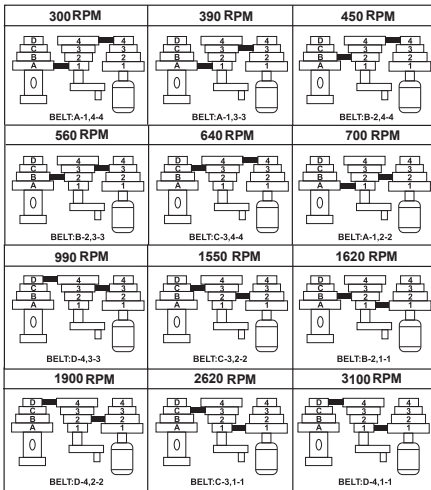 300 RPM 390 RPM 450 RPM
D 4 4 D 4 4 D 4 4
C 3 3 C 3 3 C 3 3
B 2 2 B 2 2 B 2 2
A 1 1 A 1 1 A 1 1
BELT:A-1,4-4 BELT:A-1,3-3 BELT:B-2,4-4
560 RPM 640 RPM 700 RPM
D 4 4 D 4 4 D 4 4
C 3 3 C 3 3 C 3 3
B 2 2 B 2 2 B 2 2
A 1 1 A 1 1 A 1 1
BELT:B-2,3-3 BELT:C-3,4-4 BELT:A-1,2-2
990 RPM 1550 RPM 1620 RPM
D 4 4 D 4 4 D 4 4
C 3 3 C 3 3 C 3 3
B 2 2 B 2 2 B 2 2
A 1 1 A 1 1 A 1 1
BELT:D-4,3-3 BELT:C-3,2-2 BELT:B-2,1-1
1900 RPM 2620 RPM 3100 RPM
D 4 4 D 4 4 D 4 4
C 3 3 C 3 3 C 3 3
B 2 2 B 2 2 B 2 2
A 1 1 A 1 1 A 1 1
BELT:D-4,2-2 BELT:C-3,1-1 BELT:D-4,1-1